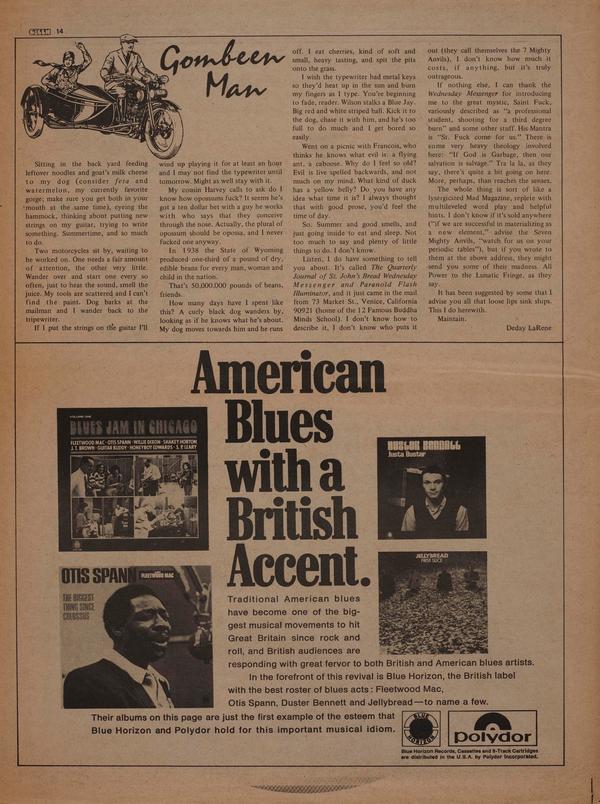 CREEM 14
Gombeen
Man
Sitting in the back yard feeding
leftover noodles and goat's milk cheese
to my dog (consider feta and
watermelon, my currently favorite
gorge; make sure you get both in your
mouth at the same time), eyeing the
hammock, thinking about putting new
strings on my guitar, trying to write
something. Summertime, and so much
to do.
Two motorcycles sit by, waiting to
be worked on. One needs a fair amount
of attention, the other very little.
Wander over and start one every so
often, just to hear the sound, smell the
juice. My tools are scattered and I can't
find the paint. Dog barks at the
mailman and I wander back to the
tripewriter.
If I put the strings on the guitar I'll
wind up playing it for at least an hour
and I may not find the typewriter until
tomorrow. Might as well stay with it.
My cousin Harvey calls to ask do I
know how opossums fuck? It seems he's
got a ten dollar bet with a guy he works
with who says that they conceive
through the nose. Actually, the plural of
opossum should be opossa, and I never
fucked one anyway.
In 1938 the State of Wyoming
produced one-third of a pound of dry,
edible beans for every man, woman and
child in the nation.
That's 50,000,000 pounds of beans,
friends.
How many days have I spent like
this? A curly black dog wanders by,
looking as if he knows what he's about.
My dog moves towards him and he runs
off. I eat cherries, kind of soft and
small, heavy tasting, and spit the pits
onto the grass.
I wish the typewriter had metal keys
so they'd heat up in the sun and burn
my fingers as I type. You're beginning
to fade, reader. Wilson stalks a Blue Jay.
Big red and white striped ball. Kick it to
the dog, chase it with him, and he's too
full to do much and I get bored so
easily.
Went on a picnic with Francois, who
thinks he knows what evil is: a flying
ant, a caboose. Why do I feel so old?
Evil is live spelled backwards, and not
much on my mind. What kind of duck
has a yellow belly? Do you have any
idea what time it is? I always thought
that with good prose, you'd feel the
time of day.
So. Summer and good smells, and
just going inside to eat and sleep. Not
too much to say and plenty of little
things to do. I don't know.
Listen, I do have something to tell
you about. It's called The Quarterly
Journal of St. John's Bread Wednesday
Messenger and Paranoid Flash
Illuminator, and it just came in the mail
from 73 Market St., Venice, California
90921 (home of the 12 Famous Buddha
Minds School). I don't know how to
describe it, I don't know who puts it
out (they call themselves the 7 Mighty
Anvils), I don't know how much it
costs, if anything, but it's truly
outragrous.
If nothing else, I can thank the
Wednesday Messenger for introducing
me to the great mystic, Saint Fuck,
variously described as "a professional
student, shooting for a third degree
burn" and some other stuff. His Mantra
is "St. Fuck come for us." There is
some very heavy theology involved
here: "If God is Garbage, then our
salvation is salvage." Tra la la, as they
say, there's quite a bit going on here.
More, perhaps, than reaches the senses.
The whole thing is sort of like a
lysergicized Mad Magazine, replete with
multileveled word play and helpful
hints. I don't know if it's sold anywhere
("if we are successful in materializing as
a new element," advise the Seven
Mighty Anvils, "watch for us on your
periodic tables"), but if you wrote to
them at the above address, they might
send you some of their madness. All
Power to the Lunatic Fringe, as they
say.
It has been suggested by some that I
advise you all that loose lips sink ships.
This I do herewith.
Maintain.
Deday LaRene
American
Blues
with a
British
Accent.
VOLUME ONE
BLUES JAM IN CHICAGO
FLEETWOOD MAC · OTIS SPANN · WILLIE DIXON · SHAKEY HORTON
J.T. BROWN · GUITAR BUDDY · HONEYBOY EDWARDS · S.P. LEARY
DUSTER BENNETT
Justa Duster
OTIS SPANN
FLEETWOOD MAC
THE BIGGEST
THING SINCE
COLOSSUS
JELLYBREAD
FIRST SLICE
Traditional American blues
have become one of the big-
gest musical movements to hit
Great Britain since rock and
roll, and British audiences are
responding with great fervor to both British and American blues artists.
In the forefront of this revival is Blue Horizon, the British label
with the best roster of blues acts: Fleetwood Mac,
Otis Spann, Duster Bennett and Jellybread—to name a few.
Their albums on this page are just the first example of the esteem that
Blue Horizon and Polydor hold for this important musical idiom.
BLUE
HORIZON
polydor
Blue Horizon Records, Cassettes and 8-Track Cartridges
are distributed in the U.S.A. by Polydor Incorporated.